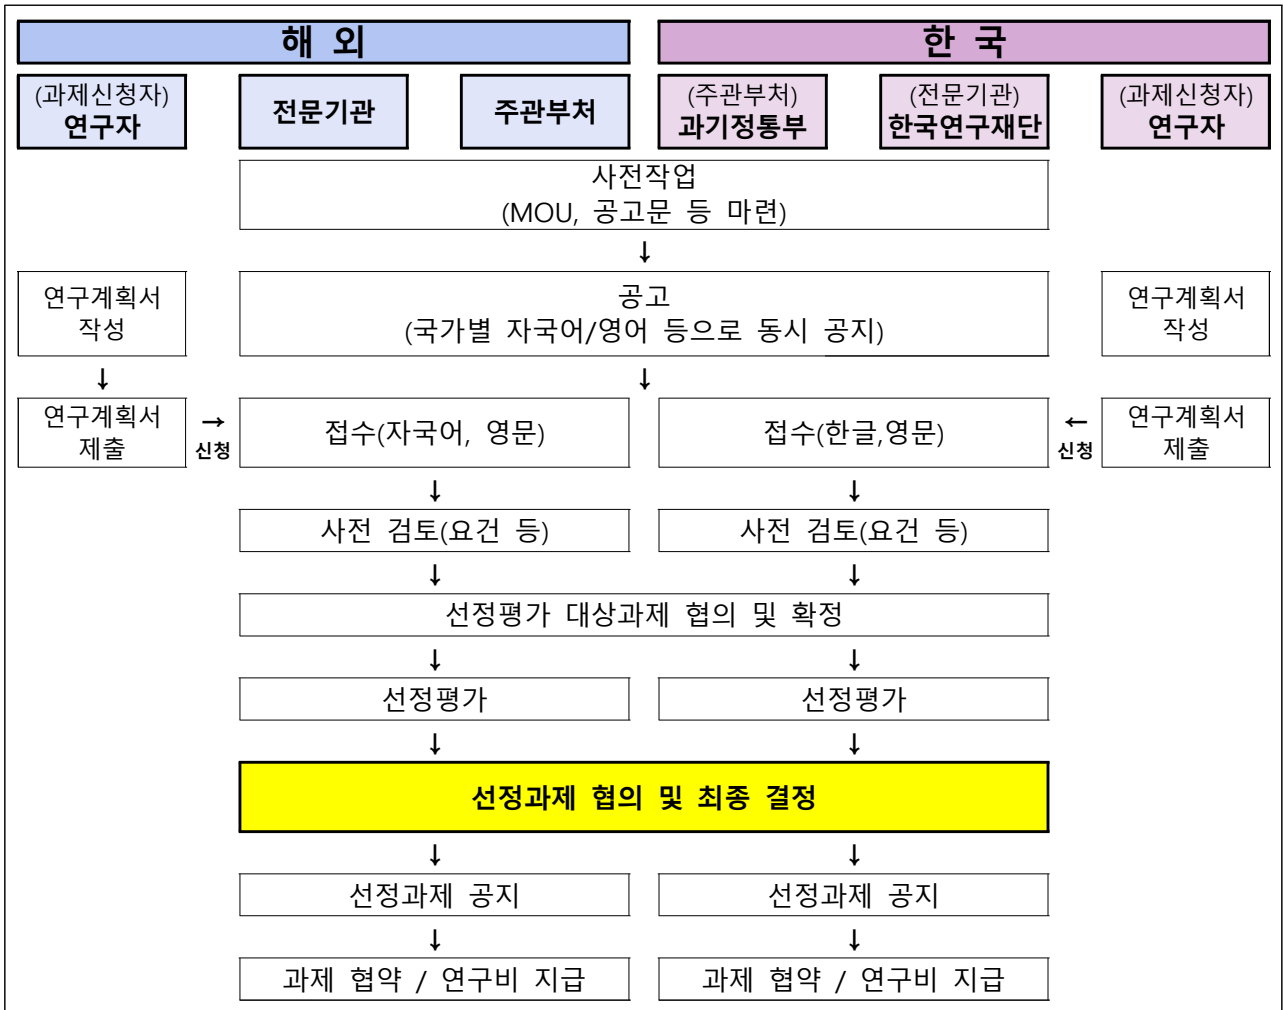 해 외
한 국
(과제신청자)
연구자
전문기관
주관부처
(주관부처)
과기정통부
(전문기관)
한국연구재단
(과제신청자)
연구자
사전작업
(MOU, 공고문 등 마련)
↓
연구계획서
작성
공고
(국가별 자국어/영어 등으로 동시 공지)
연구계획서
작성
↓
↓
연구계획서
제출
→
신청
접수(자국어, 영문)
접수(한글,영문)
←
신청
연구계획서
제출
↓
↓
사전 검토(요건 등)
사전 검토(요건 등)
↓
↓
선정평가 대상과제 협의 및 확정
↓
↓
선정평가
선정평가
↓
↓
선정과제 협의 및 최종 결정
↓
↓
선정과제 공지
선정과제 공지
↓
↓
과제 협약 / 연구비 지급
과제 협약 / 연구비 지급